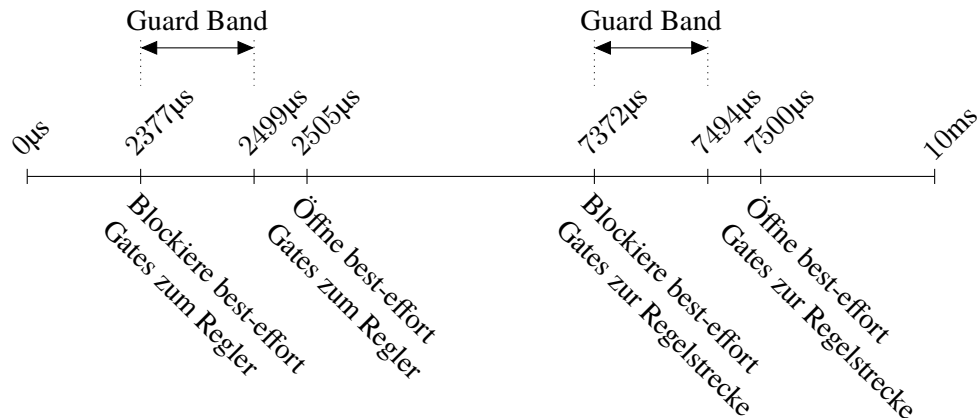 Guard Band
Guard Band
0µs
2377µs
2499µs
2505µs
7372µs
7494µs
7500µs
10ms
Blockiere best-effort
Gates zum Regler
Öffne best-effort
Gates zum Regler
Blockiere best-effort
Gates zur Regelstrecke
Öffne best-effort
Gates zur Regelstrecke